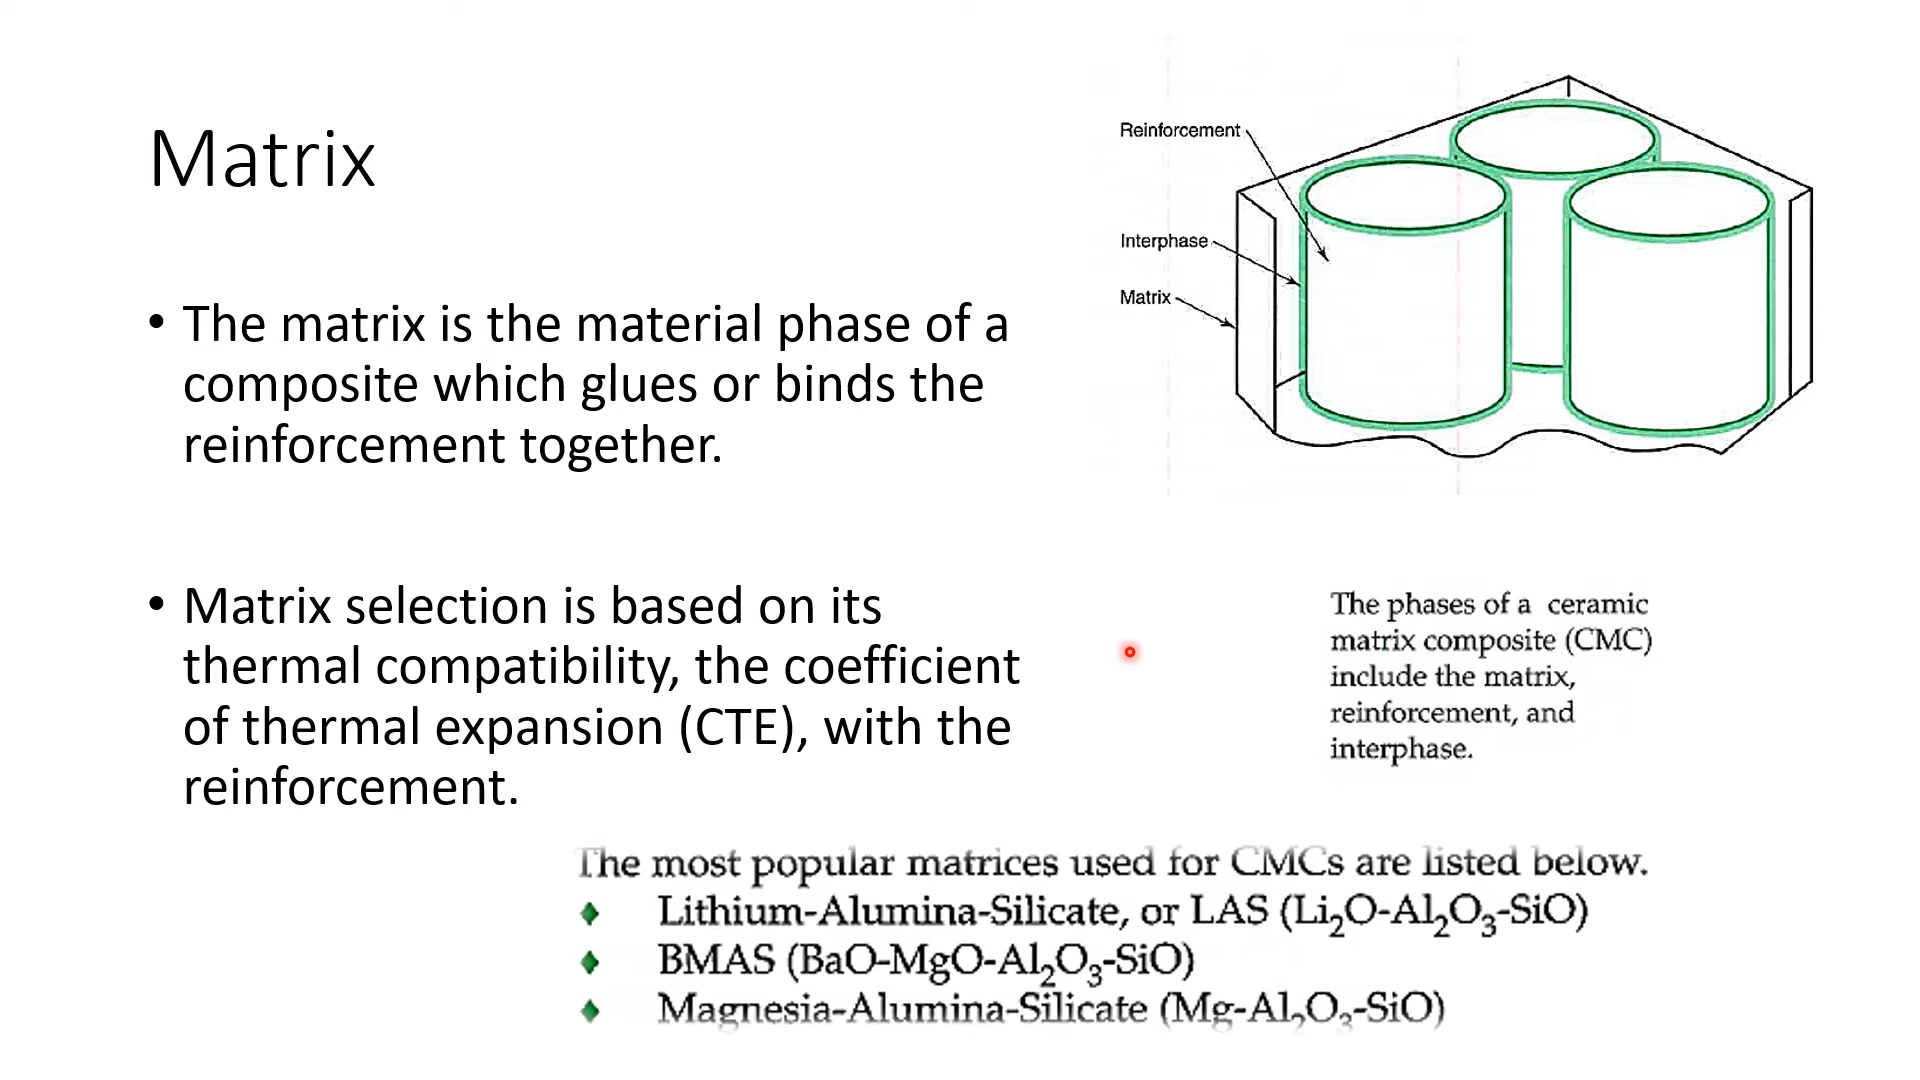 Matrix
• The matrix is the material phase of a
composite which glues or binds the
reinforcement together.
• Matrix selection is based on its
thermal compatibility, the coefficient
of thermal expansion (CTE), with the
reinforcement.
Reinforcement
Interphase
Matrix
The phases of a ceramic
matrix composite (CMC)
include the matrix,
reinforcement, and
interphase.
The most popular matrices used for CMCs are listed below.
♦ Lithium-Alumina-Silicate, or LAS (Li₂O-Al₂O₃-SiO)
♦ BMAS (BaO-MgO-Al₂O₃-SiO)
♦ Magnesia-Alumina-Silicate (Mg-Al₂O₃-SiO)